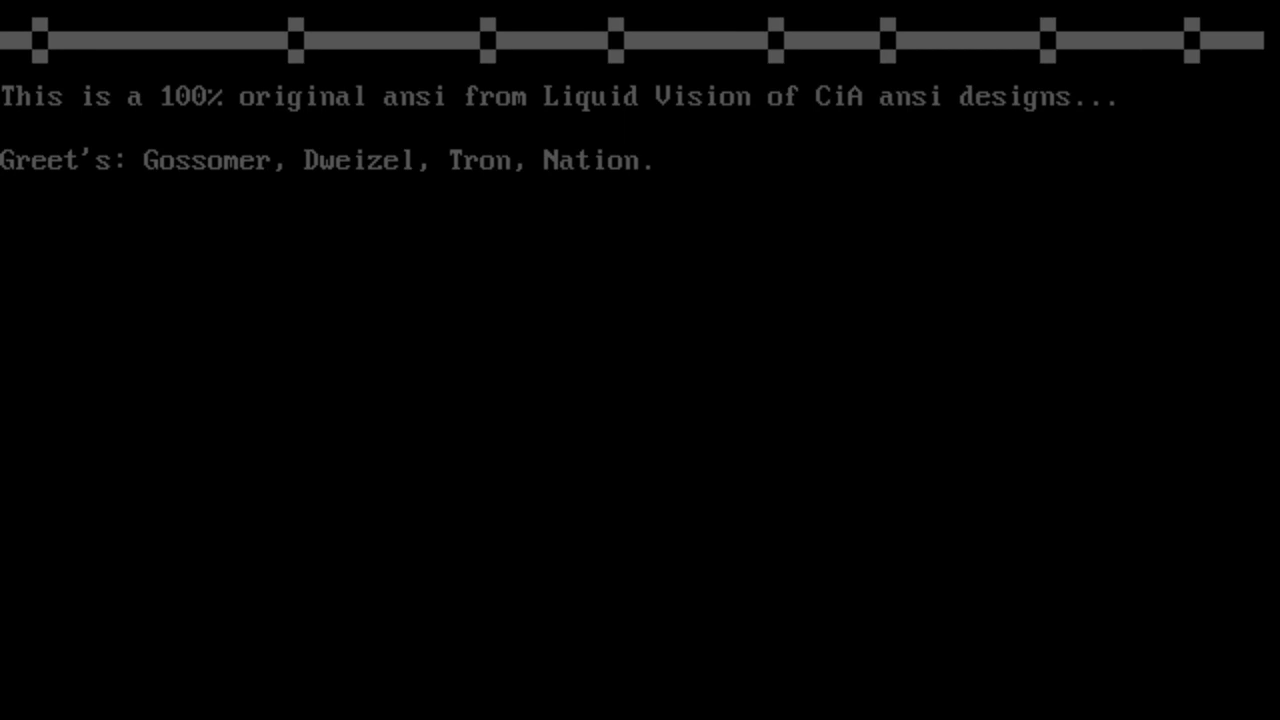 This is a 100% original ansi from Liquid Vision of CiA ansi designs...
Greet's: Gossomer, Dweizel, Tron, Nation.